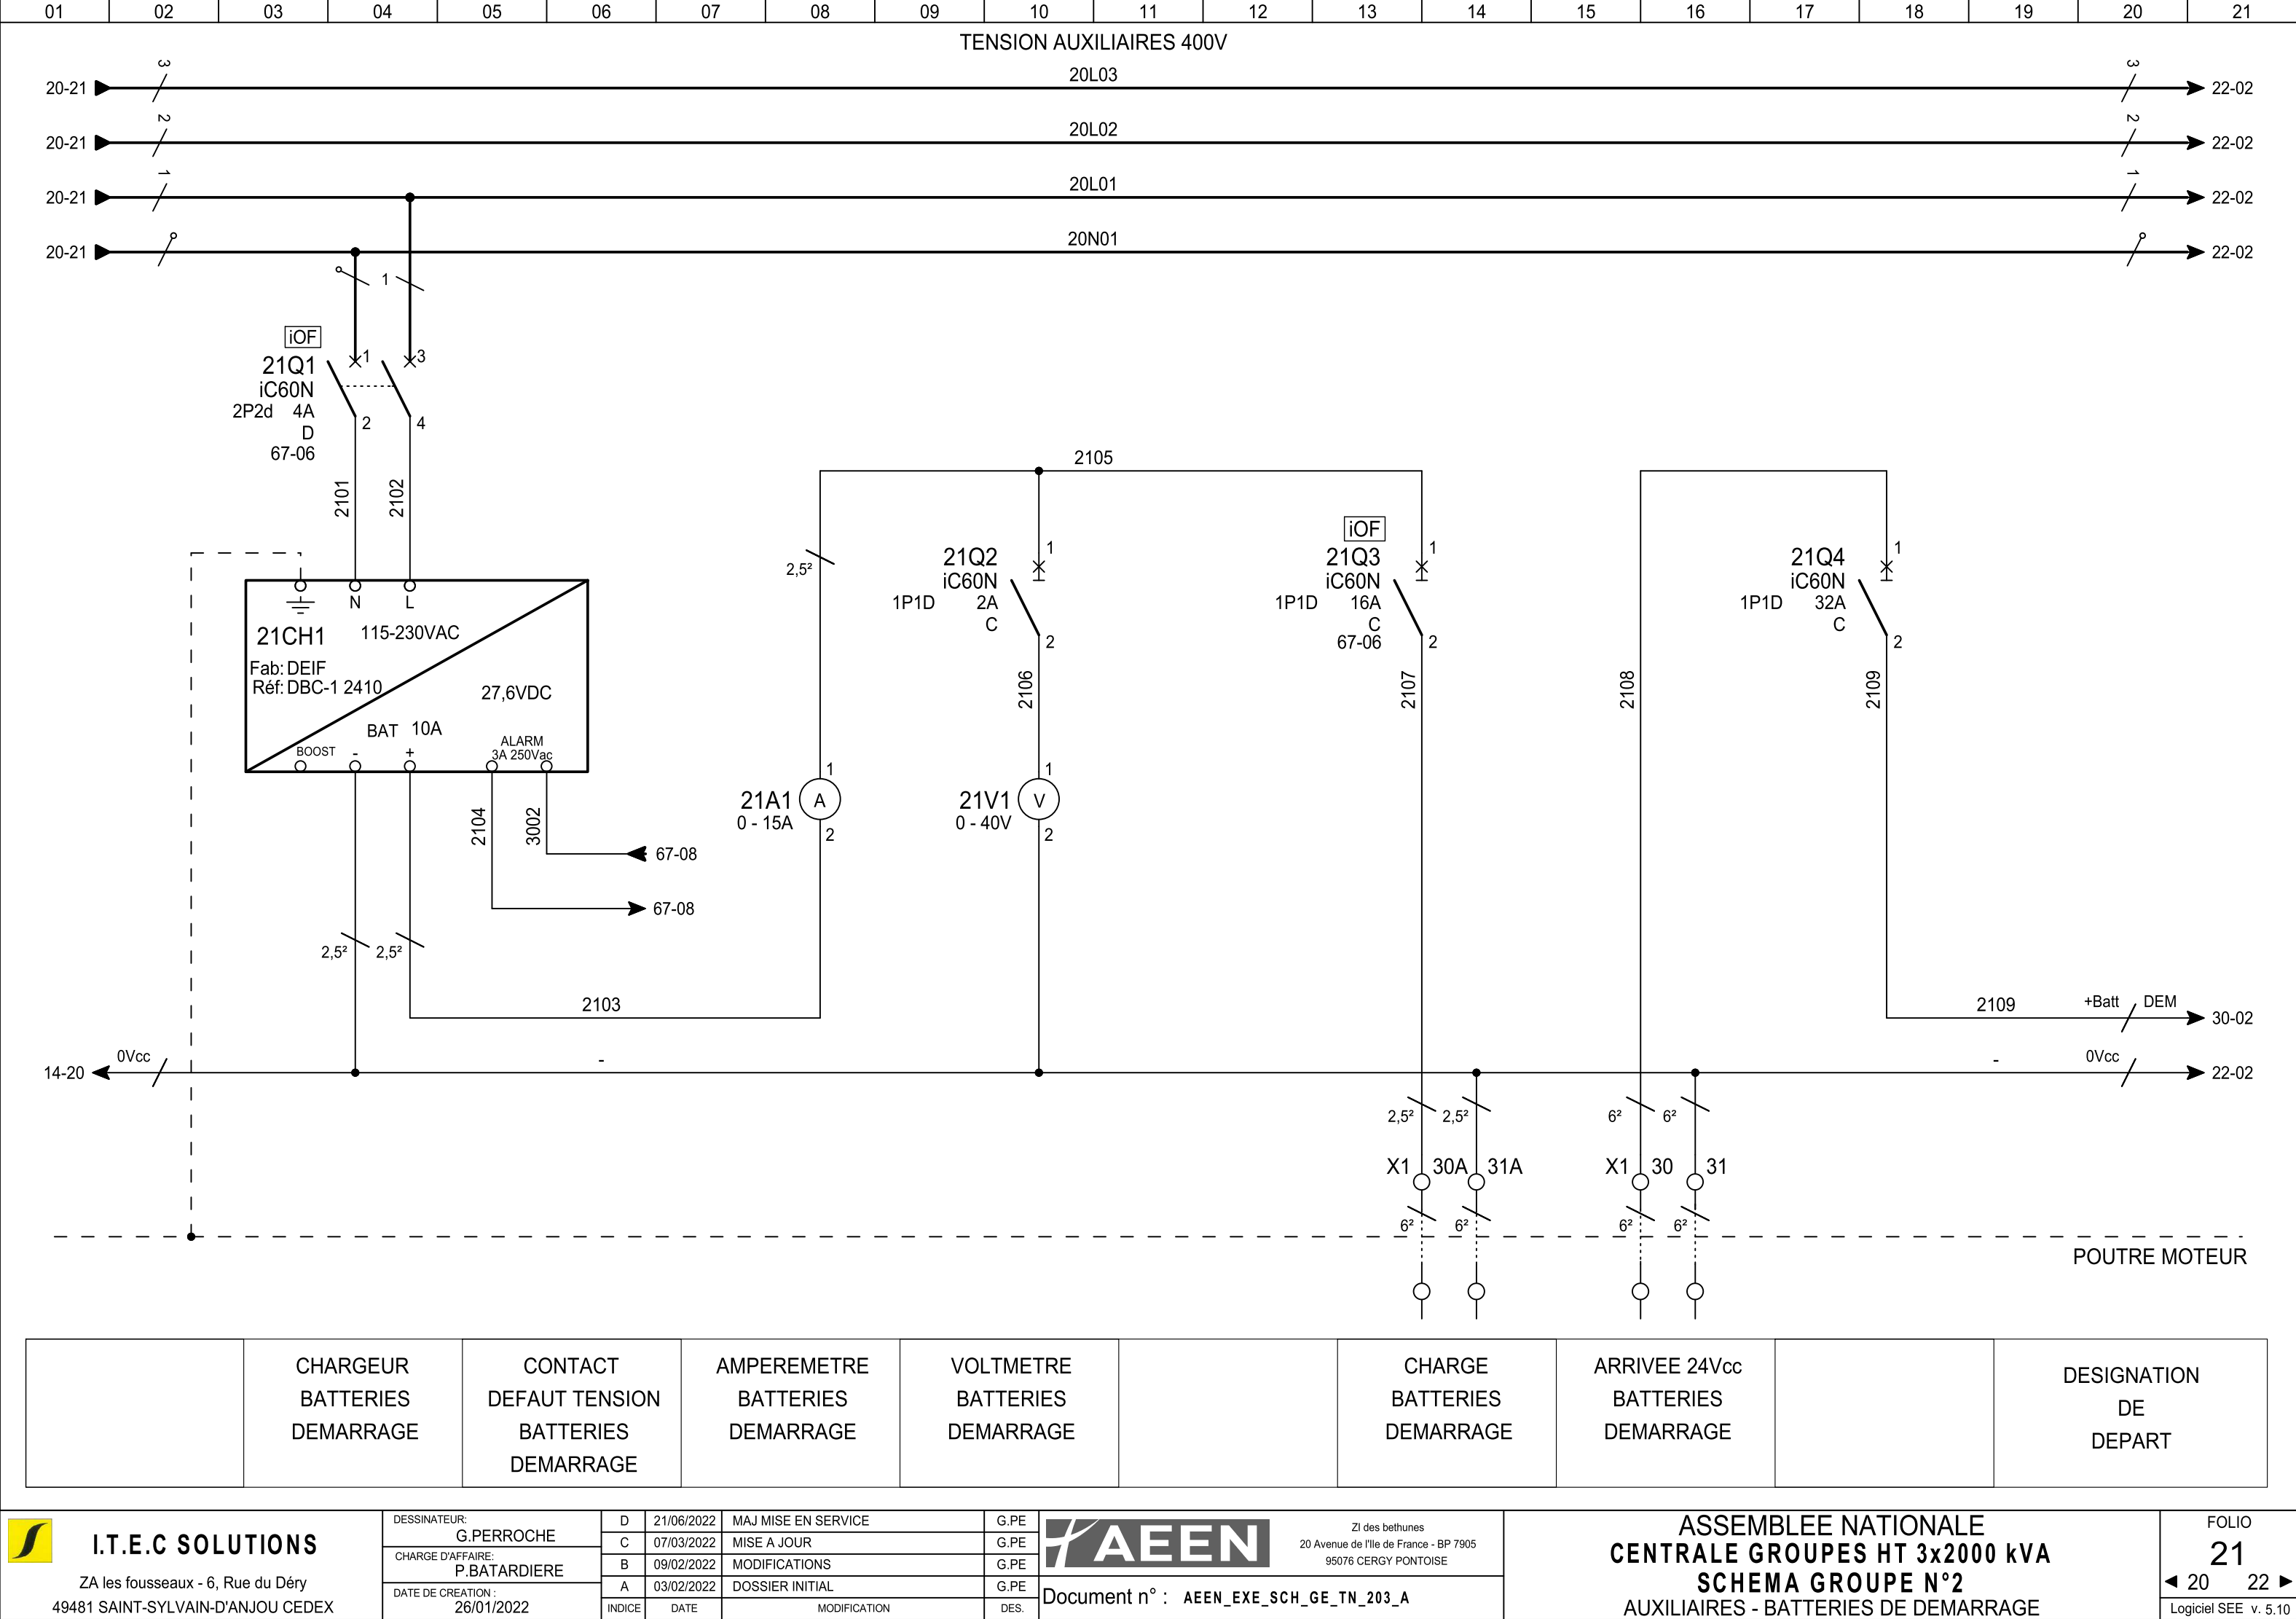 01 02 03 04 05 06 07 08 09 10 11 12 13 14 15 16 17 18 19 20 21
TENSION AUXILIAIRES 400V
20-21 3 20L03 3 22-02
20-21 2 20L02 2 22-02
20-21 1 20L01 1 22-02
20-21 20N01 22-02
1
iOF
21Q1
iC60N
2P2d 4A
D
67-06
1 3
2 4
2101 2102
N L
21CH1 115-230VAC
Fab: DEIF
Réf: DBC-1 2410
27,6VDC
BAT 10A
BOOST - +
ALARM
3A 250Vac
2104 3002
67-08
67-08
2,5² 2,5²
2103
2105
2,5²
21A1
0 - 15A
A
1
2
21Q2
iC60N
1P1D 2A
C
1
2
2106
21V1
0 - 40V
V
1
2
iOF
21Q3
iC60N
1P1D 16A
C
67-06
1
2
2107
2108
21Q4
iC60N
1P1D 32A
C
1
2
2109
2109 +Batt DEM 30-02
14-20 0Vcc - - 0Vcc 22-02
2,5² 2,5² 6² 6²
X1 30A 31A X1 30 31
6² 6² 6² 6²
POUTRE MOTEUR
CHARGEUR
BATTERIES
DEMARRAGE
CONTACT
DEFAUT TENSION
BATTERIES
DEMARRAGE
AMPEREMETRE
BATTERIES
DEMARRAGE
VOLTMETRE
BATTERIES
DEMARRAGE
CHARGE
BATTERIES
DEMARRAGE
ARRIVEE 24Vcc
BATTERIES
DEMARRAGE
DESIGNATION
DE
DEPART
I.T.E.C SOLUTIONS
ZA les fousseaux - 6, Rue du Déry
49481 SAINT-SYLVAIN-D'ANJOU CEDEX
DESSINATEUR:
G.PERROCHE
CHARGE D'AFFAIRE:
P.BATARDIERE
DATE DE CREATION :
26/01/2022
D 21/06/2022 MAJ MISE EN SERVICE G.PE
C 07/03/2022 MISE A JOUR G.PE
B 09/02/2022 MODIFICATIONS G.PE
A 03/02/2022 DOSSIER INITIAL G.PE
INDICE DATE MODIFICATION DES.
AEEN
ZI des bethunes
20 Avenue de l'Ile de France - BP 7905
95076 CERGY PONTOISE
Document n° : AEEN_EXE_SCH_GE_TN_203_A
ASSEMBLEE NATIONALE
CENTRALE GROUPES HT 3x2000 kVA
SCHEMA GROUPE N°2
AUXILIAIRES - BATTERIES DE DEMARRAGE
FOLIO
21
20 22
Logiciel SEE v. 5.10